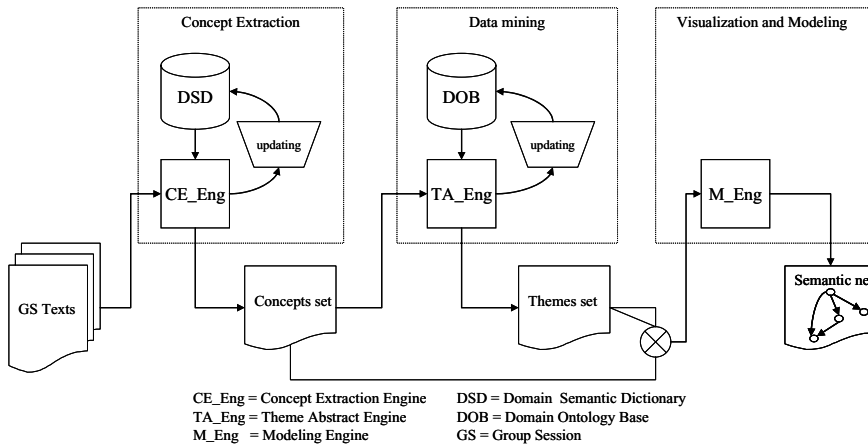 Concept Extraction
Data mining
Visualization and Modeling
DSD
updating
CE_Eng
DOB
updating
TA_Eng
M_Eng
GS Texts
Concepts set
Themes set
Semantic ne
CE_Eng = Concept Extraction Engine
DSD = Domain Semantic Dictionary
TA_Eng = Theme Abstract Engine
DOB = Domain Ontology Base
M_Eng = Modeling Engine
GS = Group Session